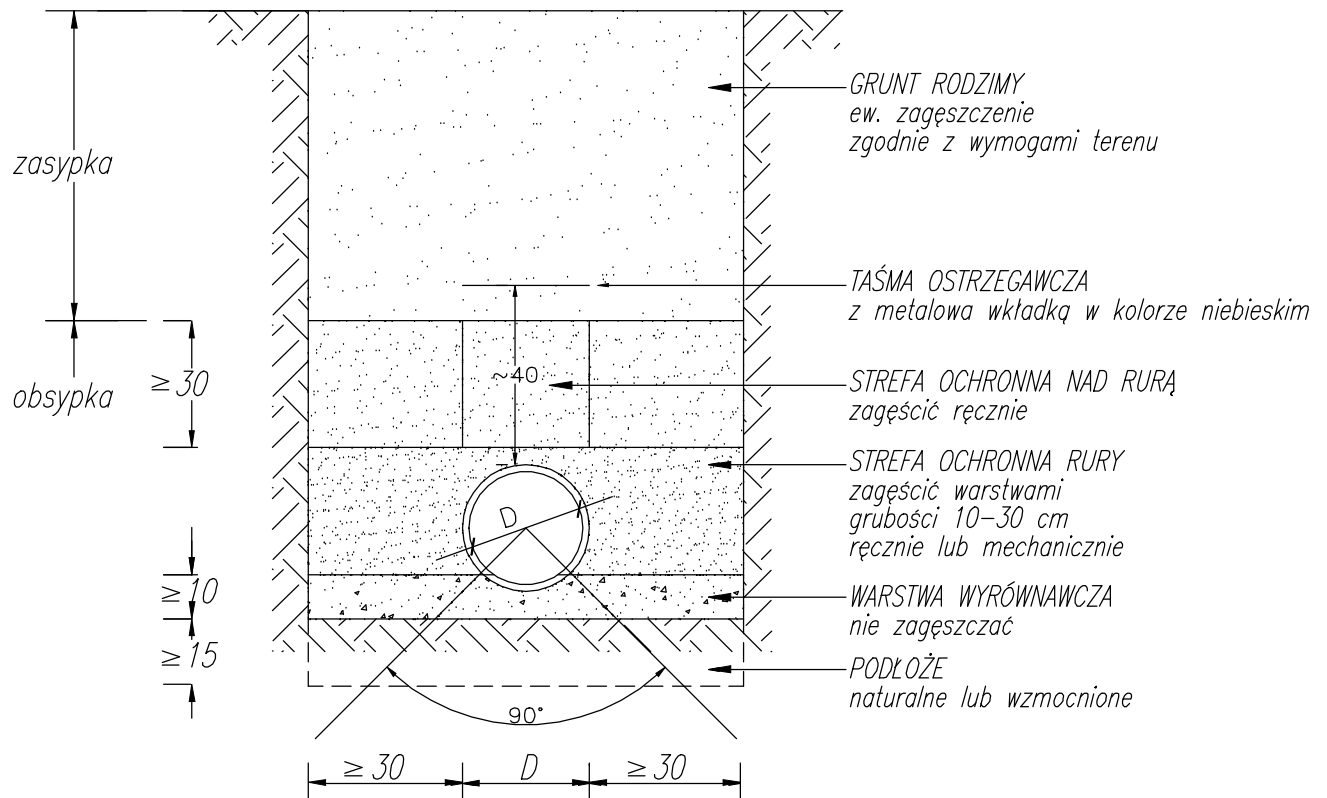 GRUNT RODZIMY
ew. zagęszczenie
zgodnie z wymogami terenu
zasypka
TAŚMA OSTRZEGAWCZA
z metalowa wkładką w kolorze niebieskim
≥30
~40
obsypka
STREFA OCHRONNA NAD RURĄ
zagęścić ręcznie
STREFA OCHRONNA RURY
zagęścić warstwami
grubości 10-30 cm
ręcznie lub mechanicznie
D
≥10
WARSTWA WYRÓWNAWCZA
nie zagęszczać
≥15
PODŁOŻE
naturalne lub wzmocnione
90°
≥30 D ≥30